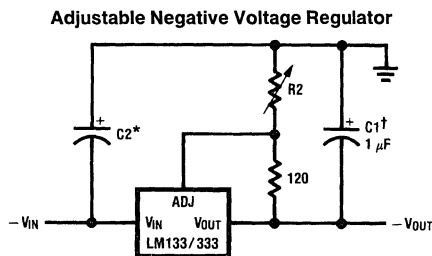 Adjustable Negative Voltage Regulator
R2
+
C2*
+
C1†
1 µF
120
ADJ
−VIN
VIN
VOUT
−VOUT
LM133/333